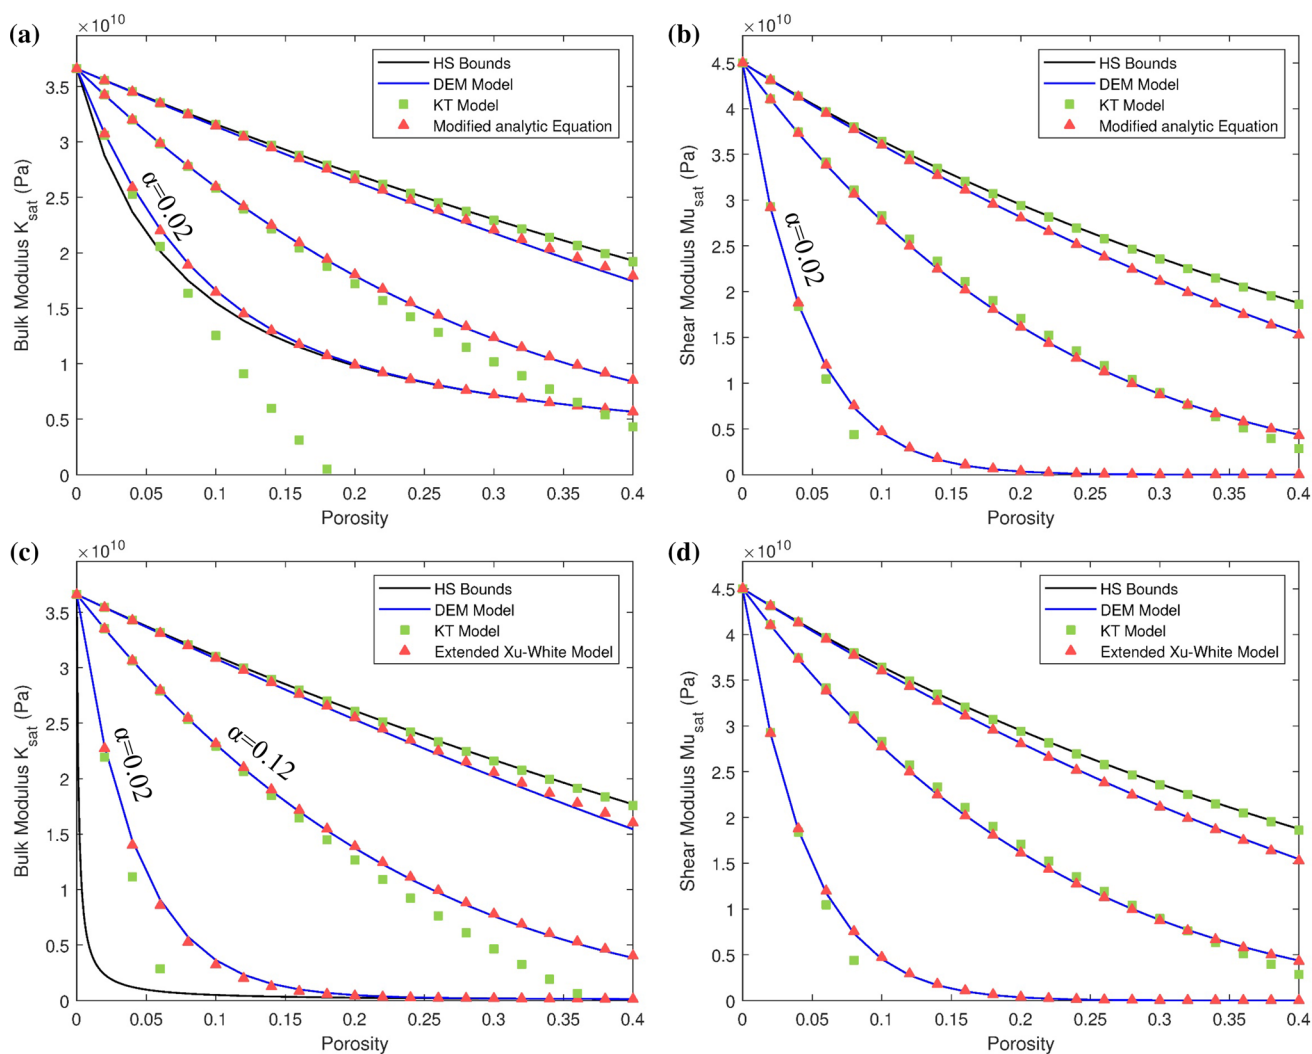 (a)
×10¹⁰
HS Bounds
DEM Model
KT Model
Modified analytic Equation
α=0.02
Bulk Modulus K_sat (Pa)
3.5
3
2.5
2
1.5
1
0.5
0
0 0.05 0.1 0.15 0.2 0.25 0.3 0.35 0.4
Porosity
(b)
×10¹⁰
HS Bounds
DEM Model
KT Model
Modified analytic Equation
α=0.02
Shear Modulus Mu_sat (Pa)
4.5
4
3.5
3
2.5
2
1.5
1
0.5
0
0 0.05 0.1 0.15 0.2 0.25 0.3 0.35 0.4
Porosity
(c)
×10¹⁰
HS Bounds
DEM Model
KT Model
Extended Xu-White Model
α=0.02
α=0.12
Bulk Modulus K_sat (Pa)
3.5
3
2.5
2
1.5
1
0.5
0
0 0.05 0.1 0.15 0.2 0.25 0.3 0.35 0.4
Porosity
(d)
×10¹⁰
HS Bounds
DEM Model
KT Model
Extended Xu-White Model
Shear Modulus Mu_sat (Pa)
4.5
4
3.5
3
2.5
2
1.5
1
0.5
0
0 0.05 0.1 0.15 0.2 0.25 0.3 0.35 0.4
Porosity